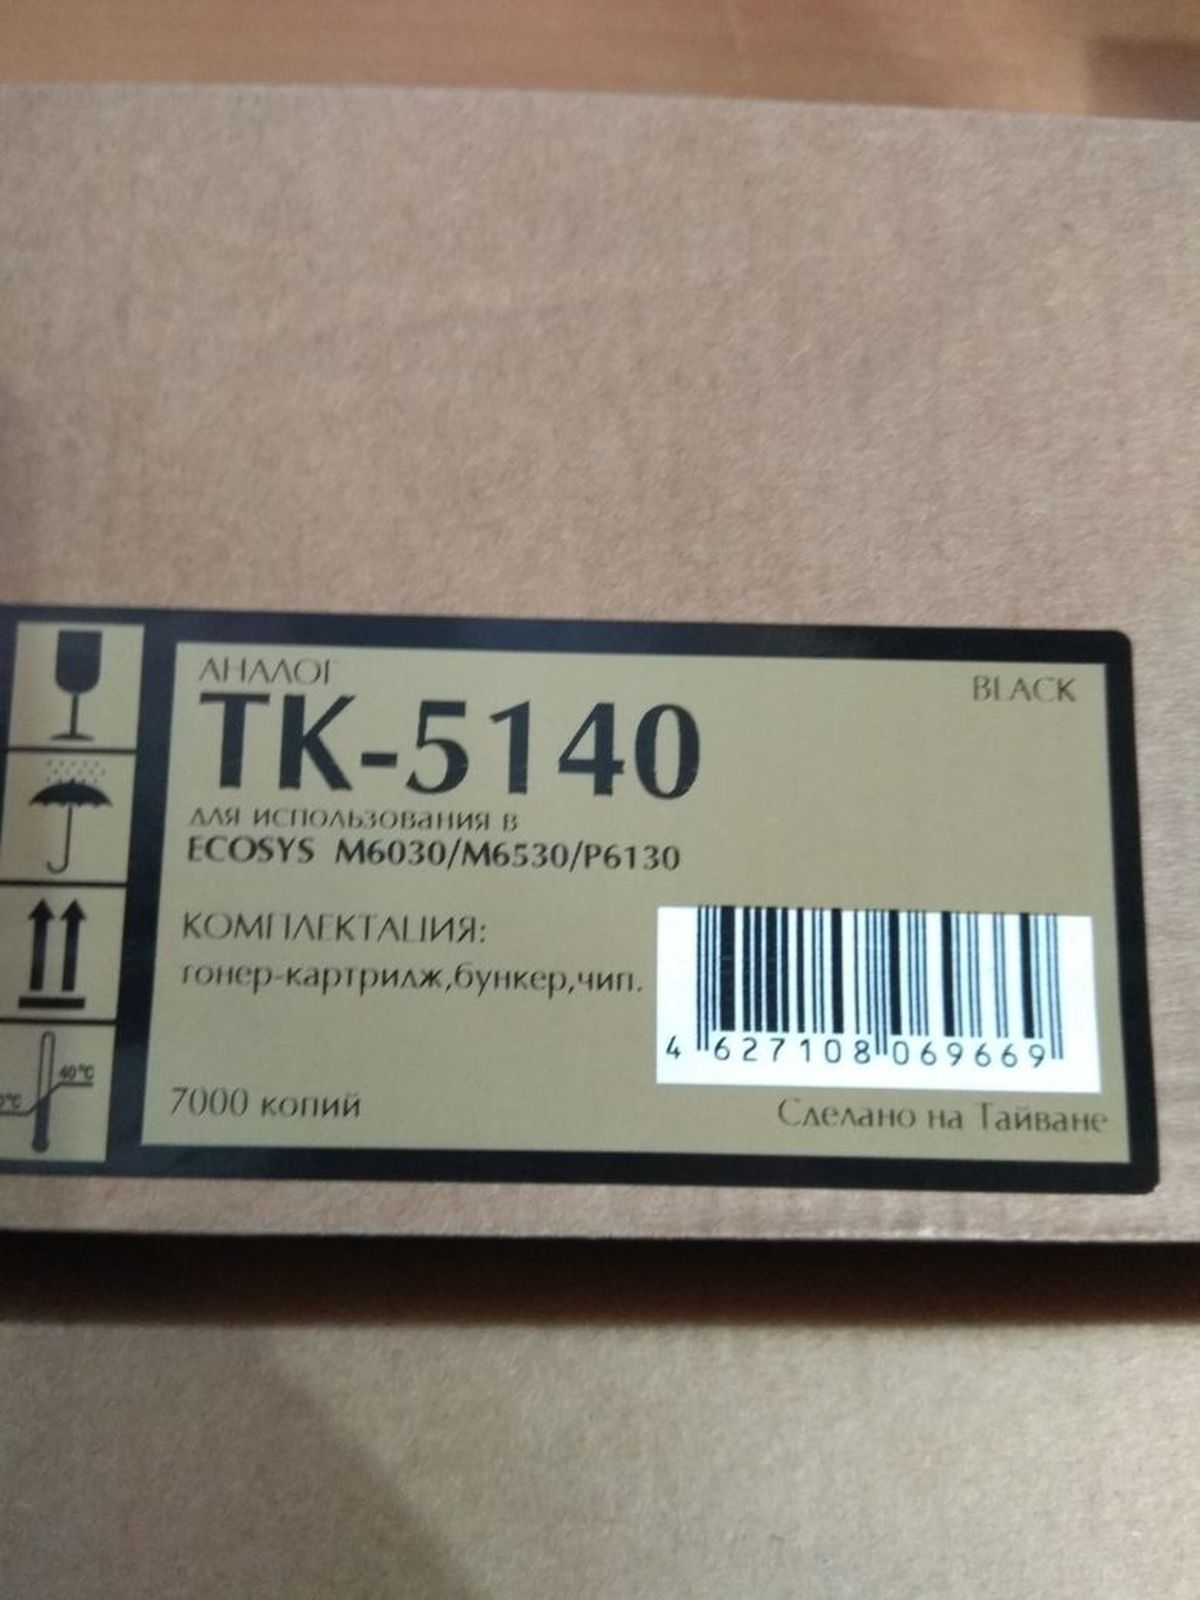 АНАЛОГ
BLACK
TK-5140
для использования в
ECOSYS M6030/M6530/P6130
КОМПЛЕКТАЦИЯ:
тонер-картридж,бункер,чип.
4 627108 069669
40°C
0°C
7000 копий
Сделано на Тайване